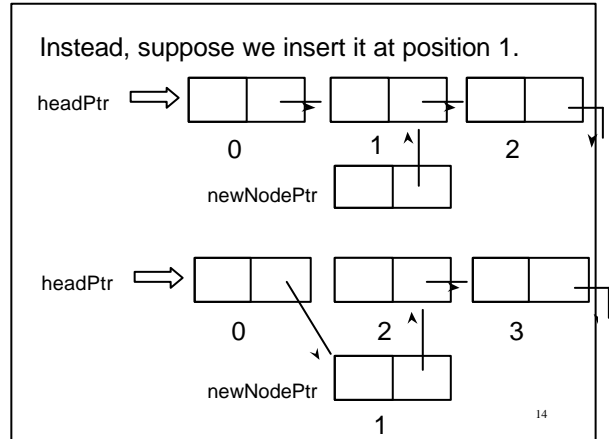 Instead, suppose we insert it at position 1.
headPtr
0 1 2
newNodePtr
headPtr
0 2 3
newNodePtr
1
14